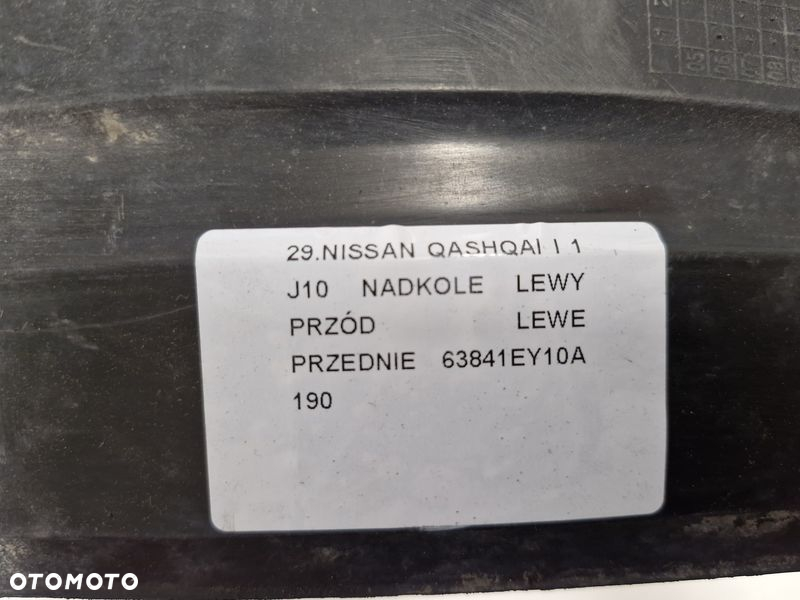 29.NISSAN QASHQAI I 1
J10 NADKOLE LEWY
PRZÓD LEWE
PRZEDNIE 63841EY10A
190
OTOMOTO